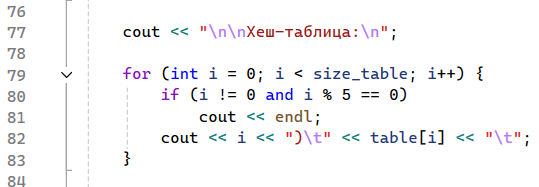 76
77 cout << "\n\nХеш-таблица:\n";
78
79 for (int i = 0; i < size_table; i++) {
80 if (i != 0 and i % 5 == 0)
81 cout << endl;
82 cout << i << ")\t" << table[i] << "\t";
83 }
84